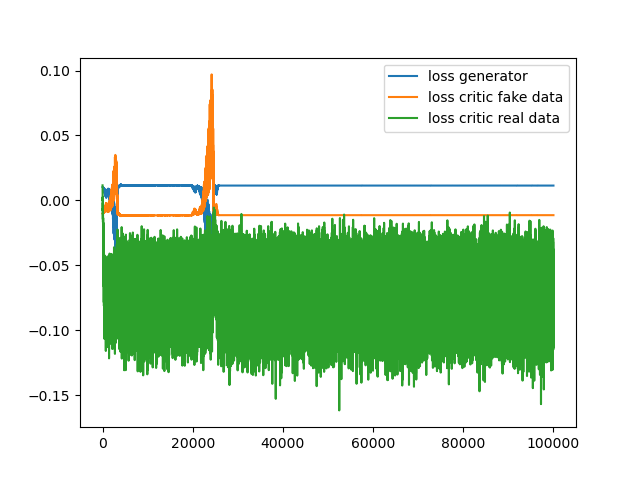 loss generator
loss critic fake data
loss critic real data
0.10
0.05
0.00
−0.05
−0.10
−0.15
0 20000 40000 60000 80000 100000